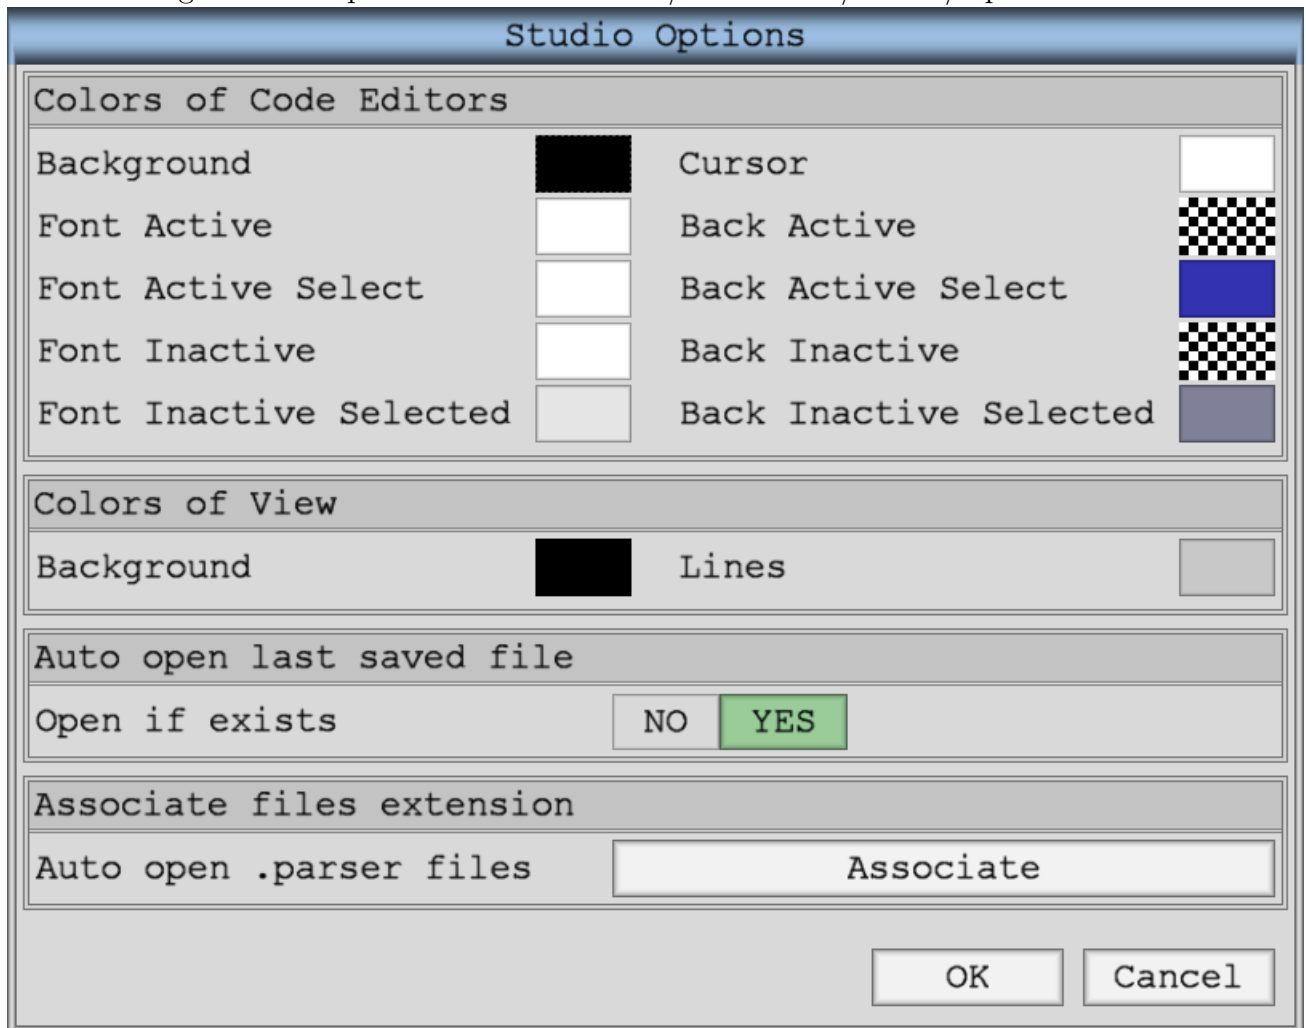 Studio Options
Colors of Code Editors
Background Cursor
Font Active Back Active
Font Active Select Back Active Select
Font Inactive Back Inactive
Font Inactive Selected Back Inactive Selected
Colors of View
Background Lines
Auto open last saved file
Open if exists NO YES
Associate files extension
Auto open .parser files Associate
OK Cancel